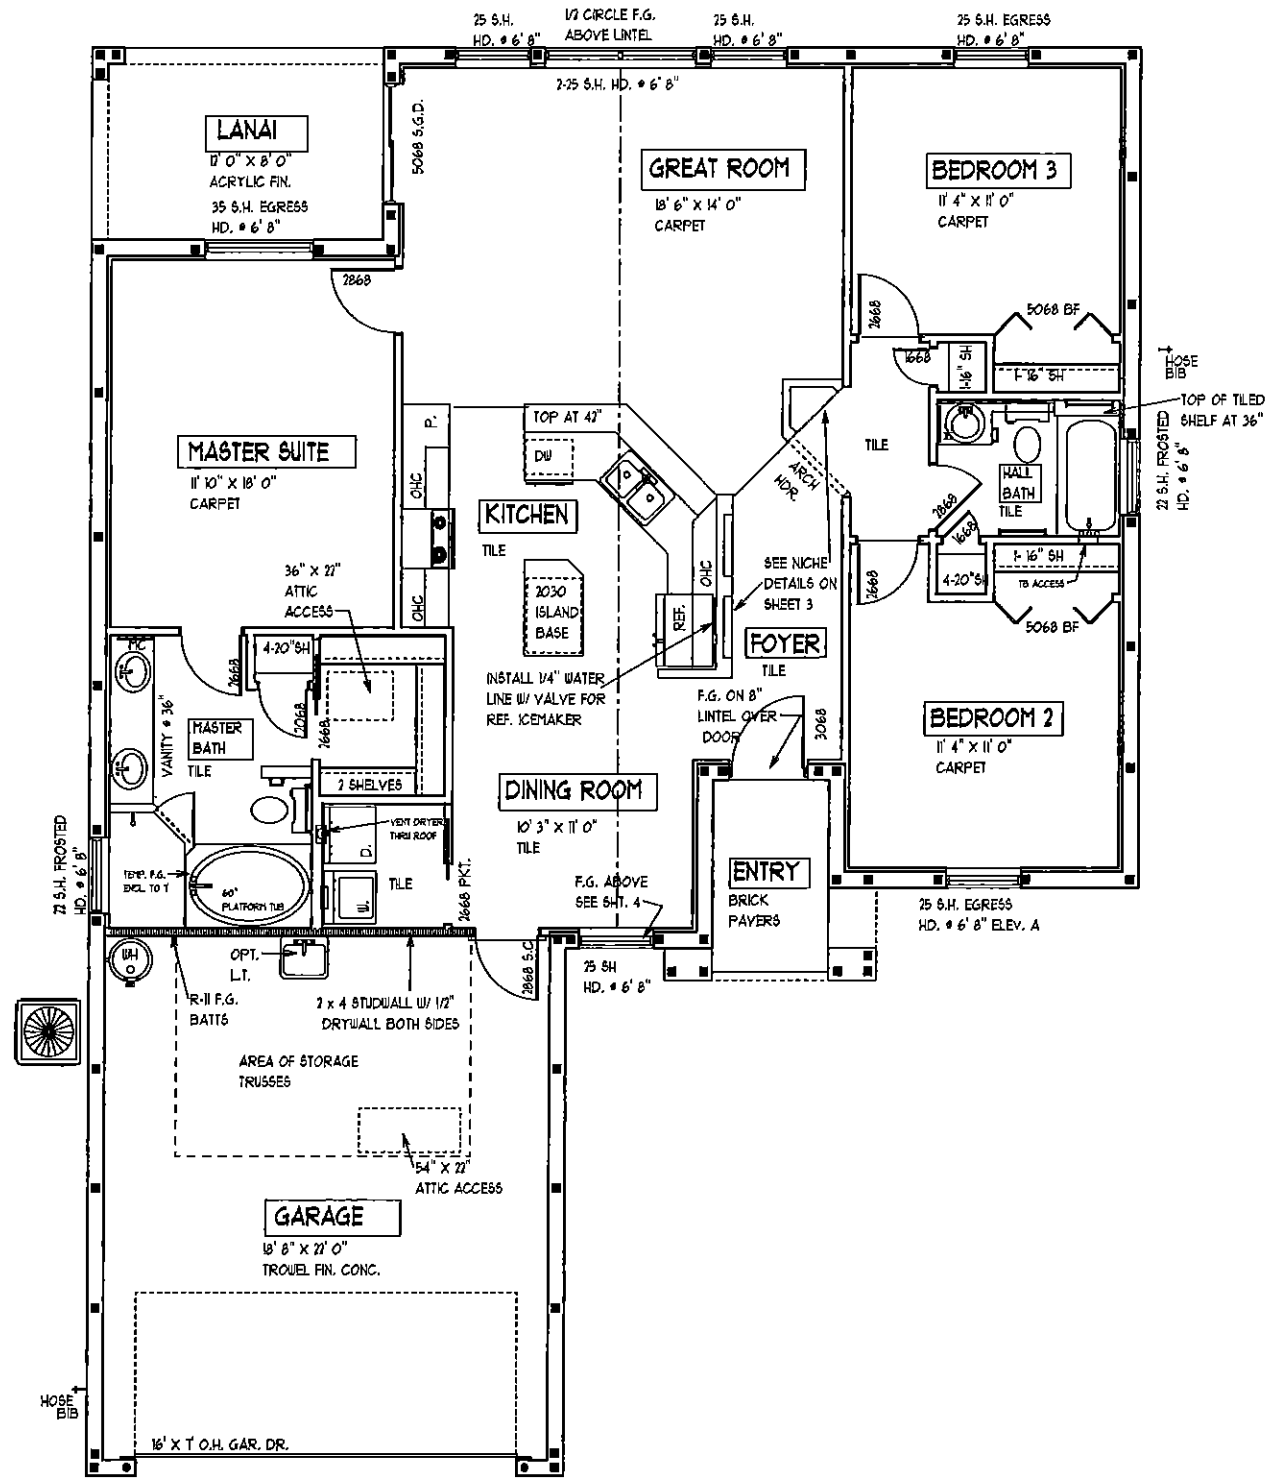 25 S.H.
HD. @ 6' 8"
1/2 CIRCLE F.G.
ABOVE LINTEL
25 S.H.
HD. @ 6' 8"
25 S.H. EGRESS
HD. @ 6' 8"
2-25 S.H. HD. @ 6' 8"
LANAI
12' 0" X 8' 0"
ACRYLIC FIN.
35 S.H. EGRESS
HD. @ 6' 8"
5068 S.G.D.
GREAT ROOM
18' 6" X 14' 0"
CARPET
BEDROOM 3
11' 4" X 11' 0"
CARPET
2868
2668
5068 BF
1668
1-16" SH
1-16" SH
HOSE
BIB
TOP OF TILED
SHELF AT 36"
22 S.H. FROSTED
HD. @ 6' 8"
P.
TOP AT 42"
DW
OHC
MASTER SUITE
11' 10" X 18' 0"
CARPET
KITCHEN
TILE
TILE
ARCH
HDR.
HALL
BATH
TILE
2868
1668
1-16" SH
TB ACCESS
4-20"SH
2668
5068 BF
36" X 22"
ATTIC
ACCESS
OHC
2030
ISLAND
BASE
OHC
REF.
SEE NICHE
DETAILS ON
SHEET 3
FOYER
TILE
INSTALL 1/4" WATER
LINE W/ VALVE FOR
REF. ICEMAKER
F.G. ON 8"
LINTEL OVER
DOOR
3068
BEDROOM 2
11' 4" X 11' 0"
CARPET
MC
4-20"SH
2668
2068
2668
VANITY @ 36"
MASTER
BATH
TILE
2 SHELVES
DINING ROOM
10' 3" X 11' 0"
TILE
VENT DRYER
THRU ROOF
D.
W.
TILE
2668 PKT.
22 S.H. FROSTED
HD. @ 6' 8"
TEMP. F.G.
ENCL. TO 7'
60"
PLATFORM TUB
F.G. ABOVE
SEE SHT. 4
ENTRY
BRICK
PAVERS
25 S.H. EGRESS
HD. @ 6' 8" ELEV. A
WH
OPT.
L.T.
2868 S.C.
25 SH
HD. @ 6' 8"
R-11 F.G.
BATTS
2 x 4 STUDWALL W/ 1/2"
DRYWALL BOTH SIDES
AREA OF STORAGE
TRUSSES
54" X 22"
ATTIC ACCESS
GARAGE
18' 8" X 22' 0"
TROWEL FIN. CONC.
HOSE
BIB
16' X 7' O.H. GAR. DR.